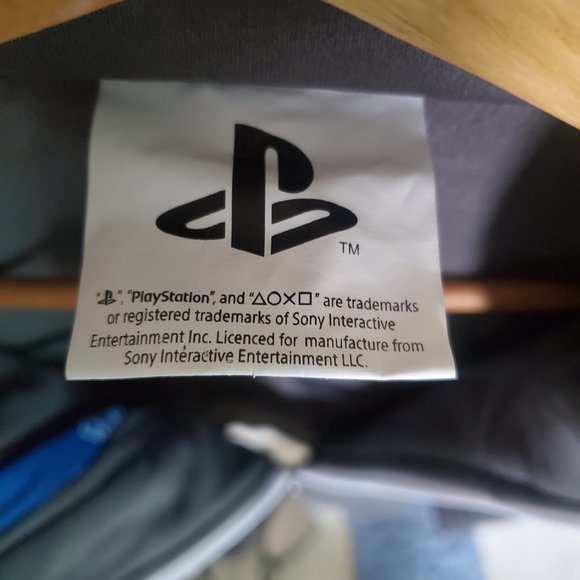 TM
"PS", "PlayStation", and "△○✕□" are trademarks
or registered trademarks of Sony Interactive
Entertainment Inc. Licenced for manufacture from
Sony Interactive Entertainment LLC.